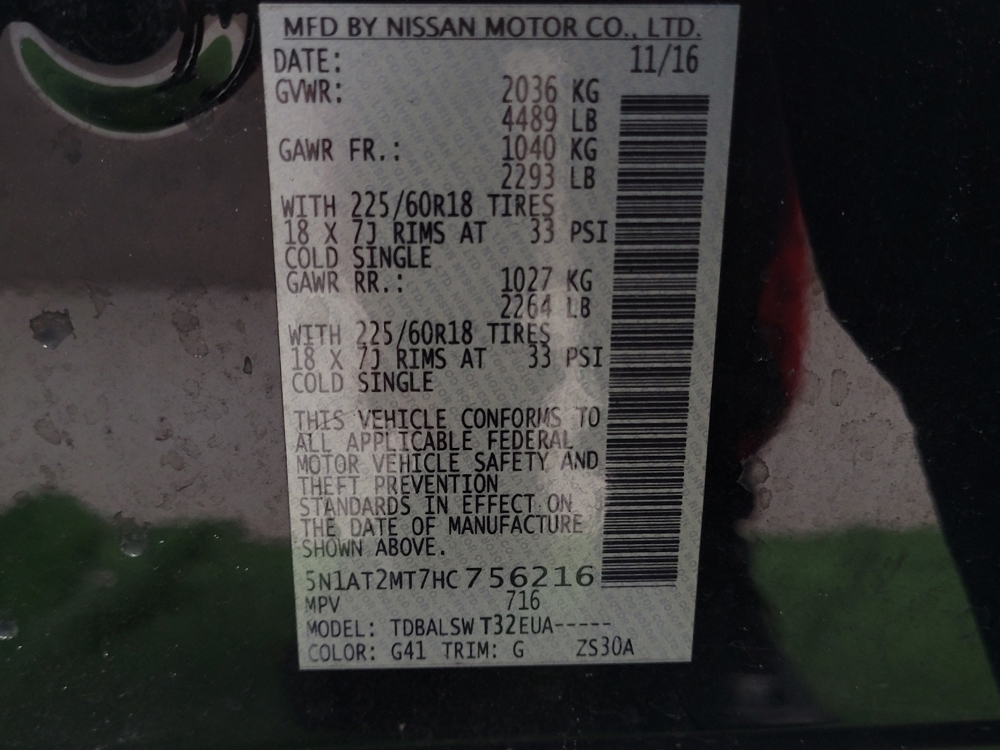 MFD BY NISSAN MOTOR CO., LTD.
DATE: 11/16
GVWR: 2036 KG
4489 LB
GAWR FR.: 1040 KG
2293 LB
WITH 225/60R18 TIRES
18 X 7J RIMS AT 33 PSI
COLD SINGLE
GAWR RR.: 1027 KG
2264 LB
WITH 225/60R18 TIRES
18 X 7J RIMS AT 33 PSI
COLD SINGLE
THIS VEHICLE CONFORMS TO
ALL APPLICABLE FEDERAL
MOTOR VEHICLE SAFETY AND
THEFT PREVENTION
STANDARDS IN EFFECT ON
THE DATE OF MANUFACTURE
SHOWN ABOVE.
5N1AT2MT7HC756216
MPV 716
MODEL: TDBALSWT32EUA-----
COLOR: G41 TRIM: G ZS30A